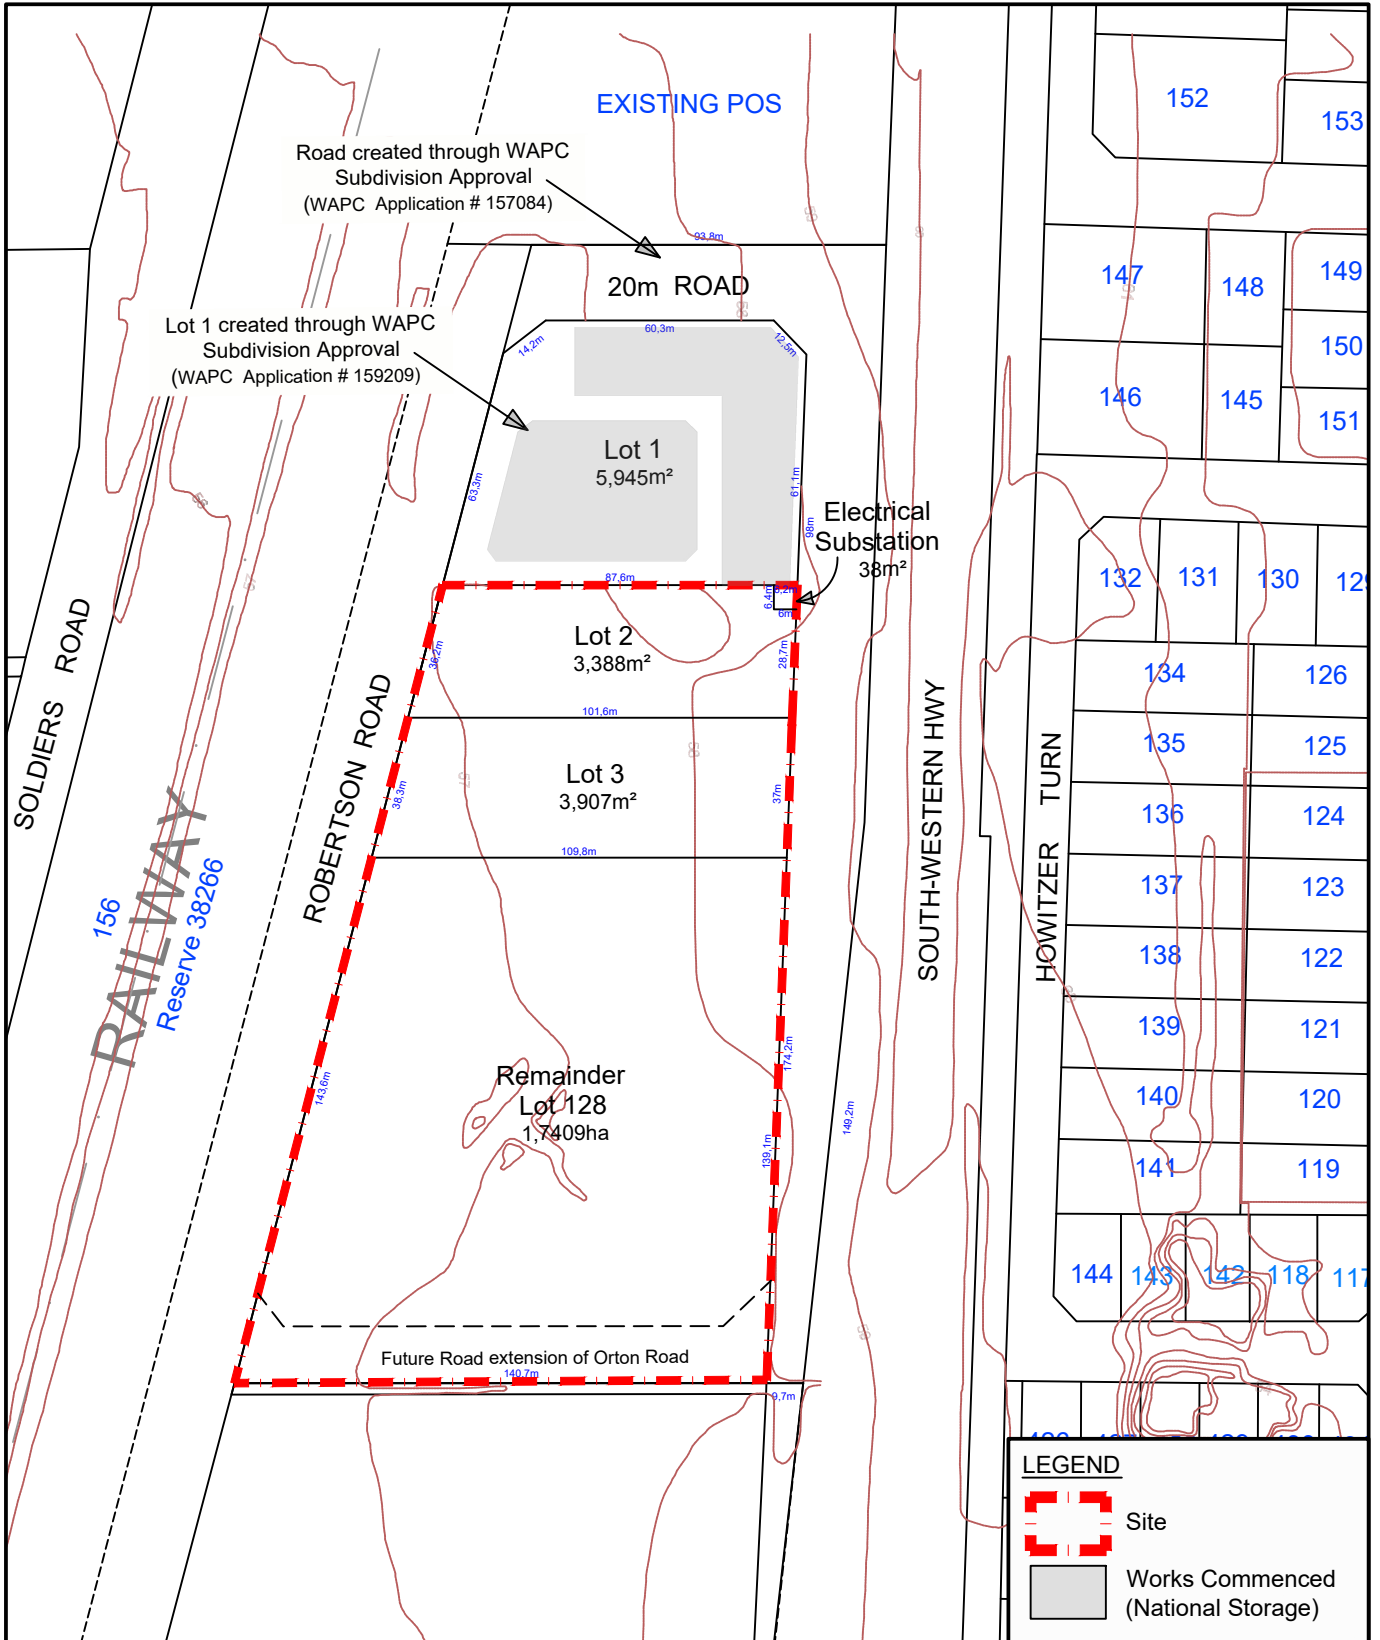 EXISTING POS
152
153
Road created through WAPC
Subdivision Approval
(WAPC Application # 157084)
93,8m
20m ROAD
147
148
149
150
Lot 1 created through WAPC
Subdivision Approval
(WAPC Application # 159209)
14,2m
60,3m
12,5m
146
145
151
Lot 1
5,945m²
63,3m
61,1m
98m
Electrical
Substation
38m²
87,6m
6,4m
6m
132
131
130
Lot 2
3,388m²
36,2m
28,7m
101,6m
134
126
135
125
Lot 3
3,907m²
38,3m
37m
109,8m
136
124
137
123
138
122
139
121
140
120
141
119
SOLDIERS ROAD
ROBERTSON ROAD
RAILWAY
156
Reserve 38266
SOUTH-WESTERN HWY
HOWITZER TURN
56
57
57
58
58
59
Remainder
Lot 128
1,7409ha
143,6m
174,2m
139,1m
149,2m
144
143
142
118
117
Future Road extension of Orton Road
140,7m
9,7m
LEGEND
Site
Works Commenced
(National Storage)